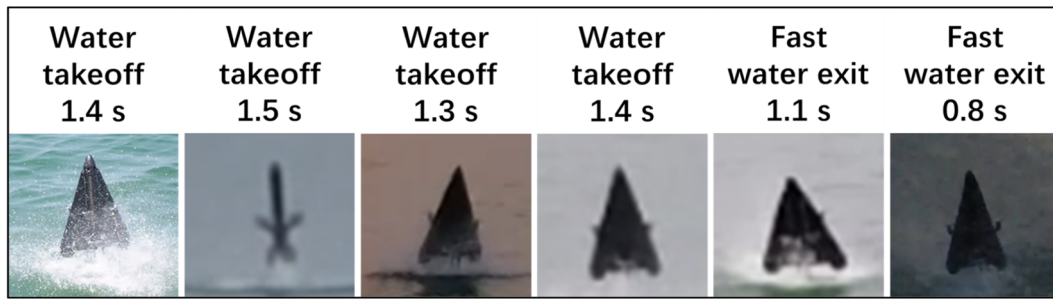 Water
takeoff
1.4 s
Water
takeoff
1.5 s
Water
takeoff
1.3 s
Water
takeoff
1.4 s
Fast
water exit
1.1 s
Fast
water exit
0.8 s